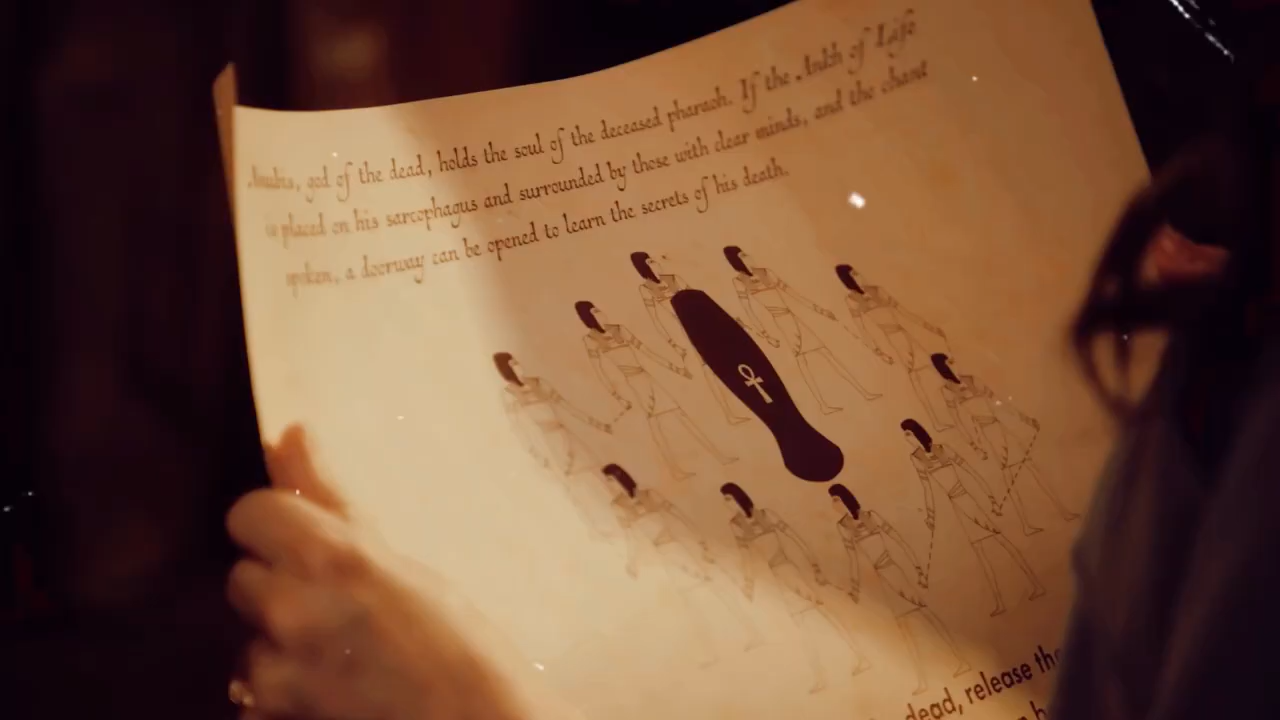 Anubis, god of the dead, holds the soul of the deceased pharaoh. If the Ankh of Life
is placed on his sarcophagus and surrounded by those with clear minds, and the chant
spoken, a doorway can be opened to learn the secrets of his death.
dead, release the